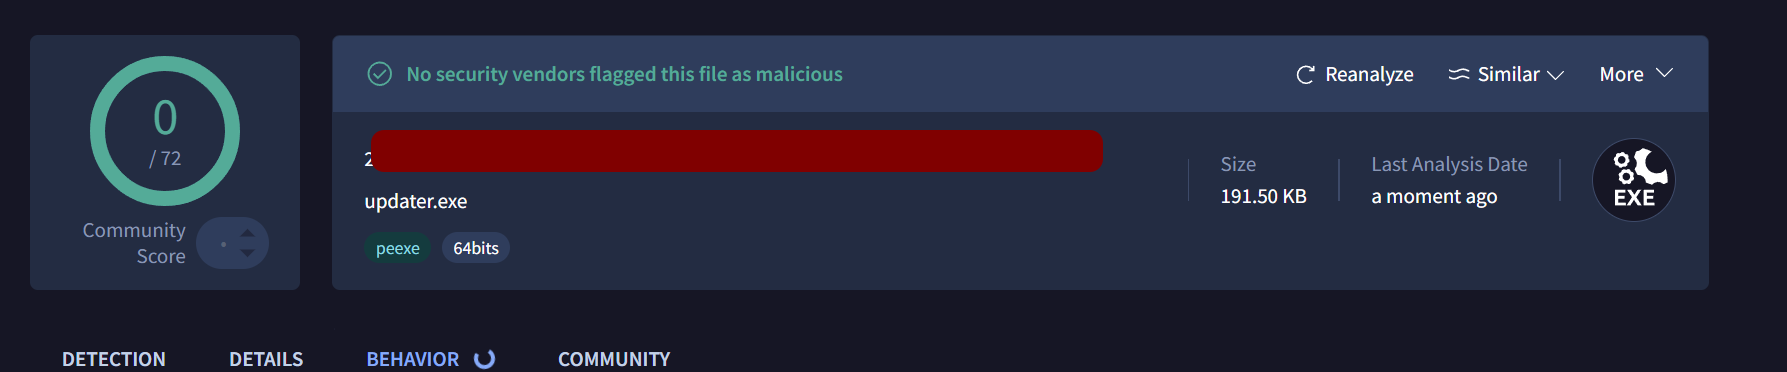 0
/ 72
Community
Score
No security vendors flagged this file as malicious
Reanalyze
Similar
More
2
updater.exe
peexe
64bits
Size
191.50 KB
Last Analysis Date
a moment ago
EXE
DETECTION
DETAILS
BEHAVIOR
COMMUNITY